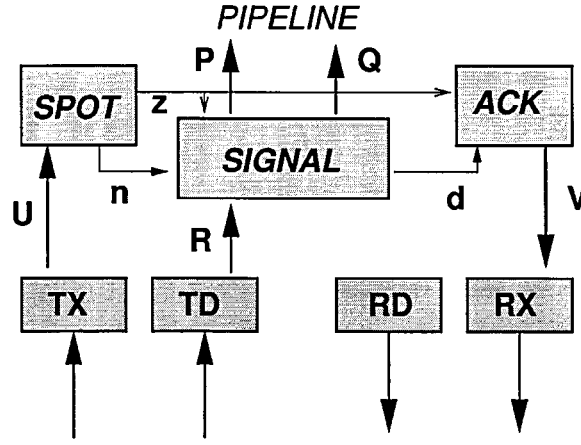 PIPELINE
P Q
SPOT z ACK
SIGNAL
U n d V
R
TX TD RD RX